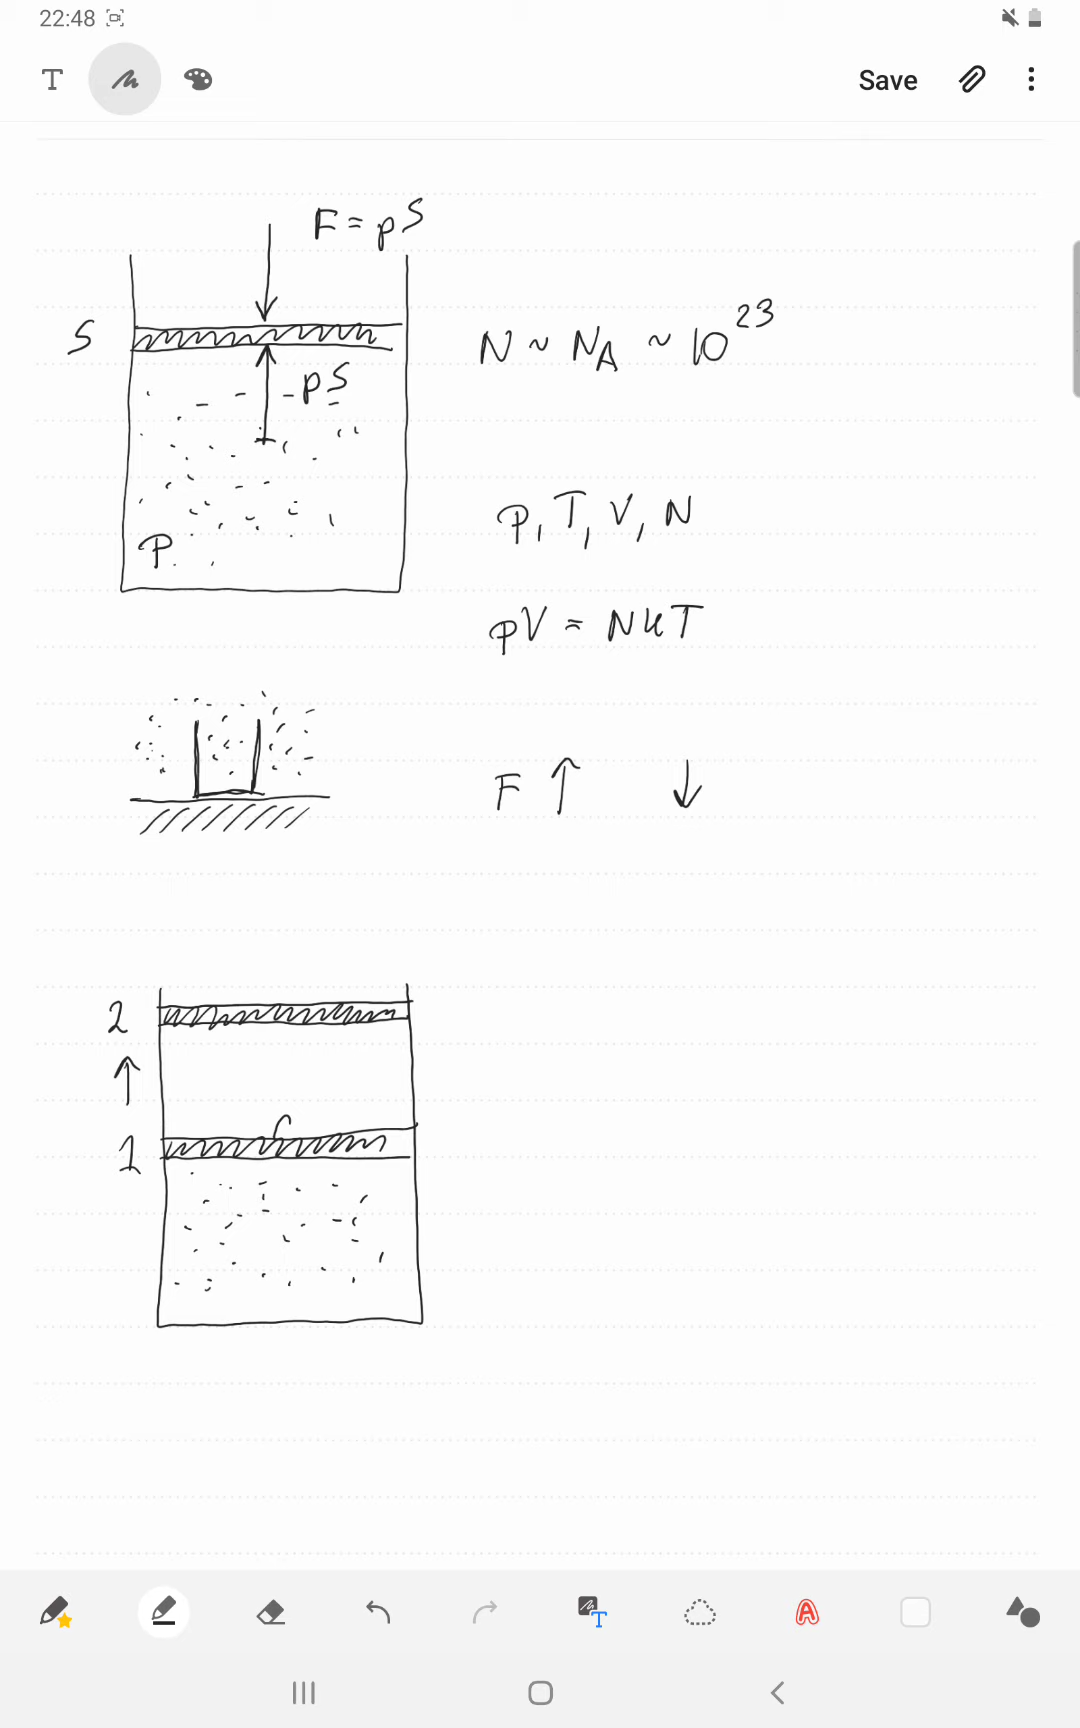 22:48
T
Save
F = pS
S
N ~ N_A ~ 10^23
pS
P, T, V, N
P
pV = NkT
F ↑ ↓
2
↑
1
T
A